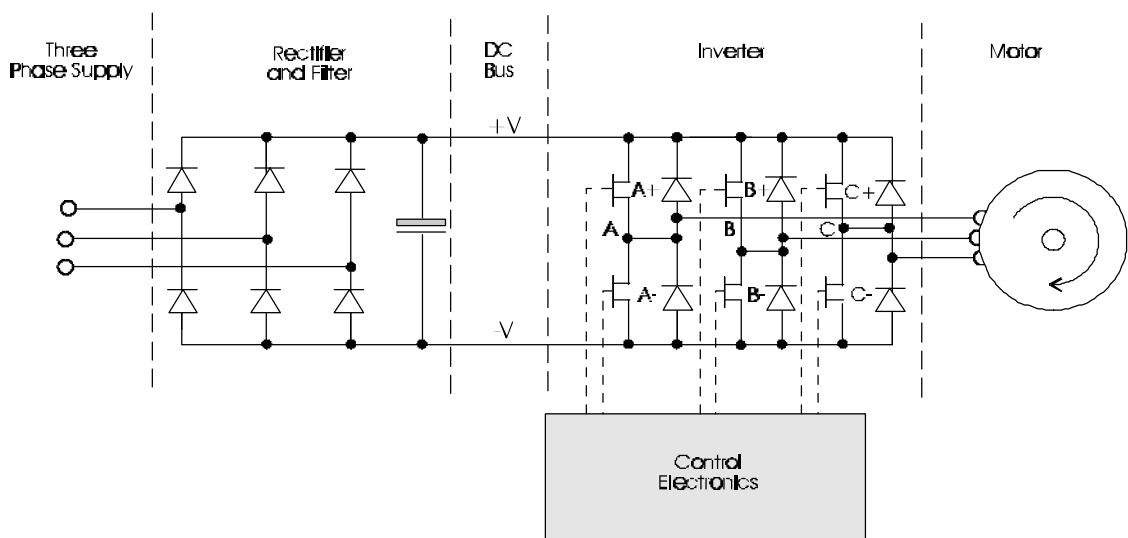 Three
Phase Supply
Rectifier
and Filter
DC
Bus
Inverter
Motor
+V
A+
B+
C+
A
B
C
A-
B-
C-
-V
Control
Electronics